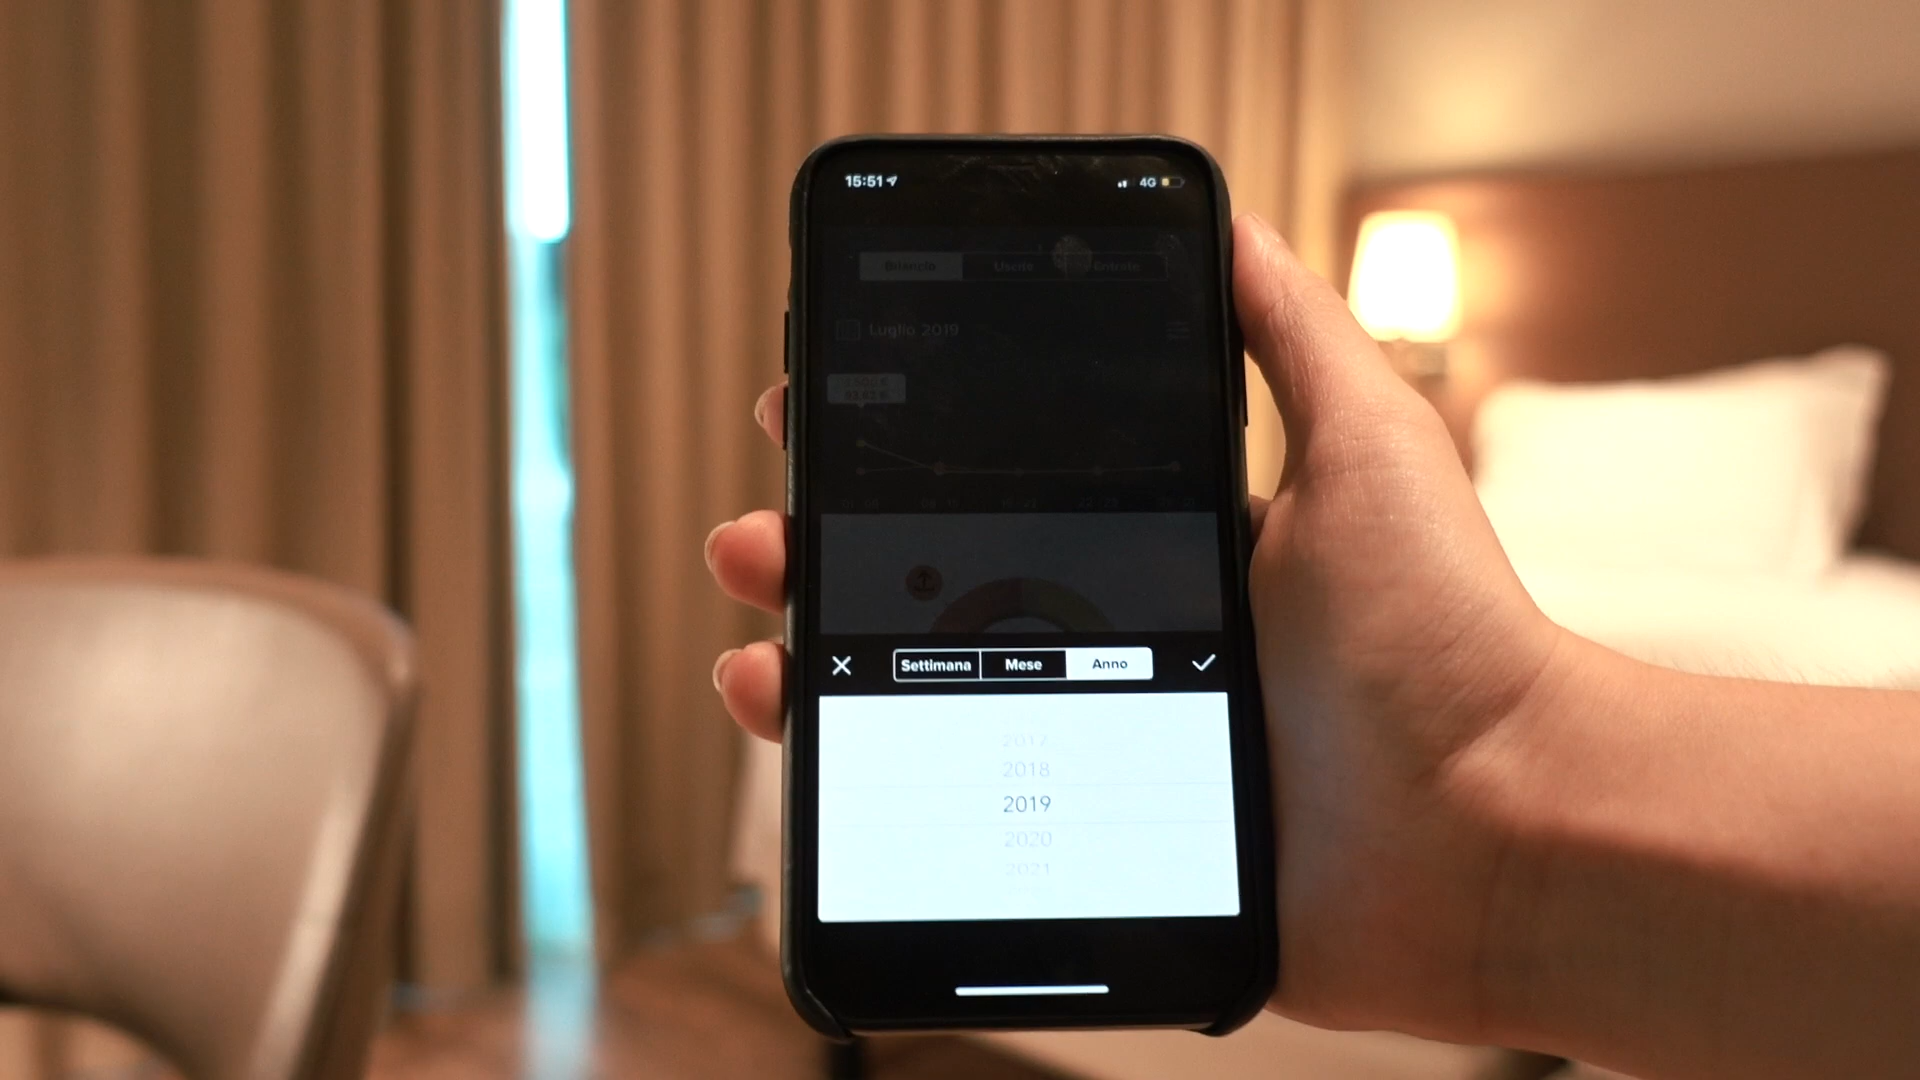 15:51 4G
Bilancio Uscite Entrate
Luglio 2019
Settimana Mese Anno
2017
2018
2019
2020
2021